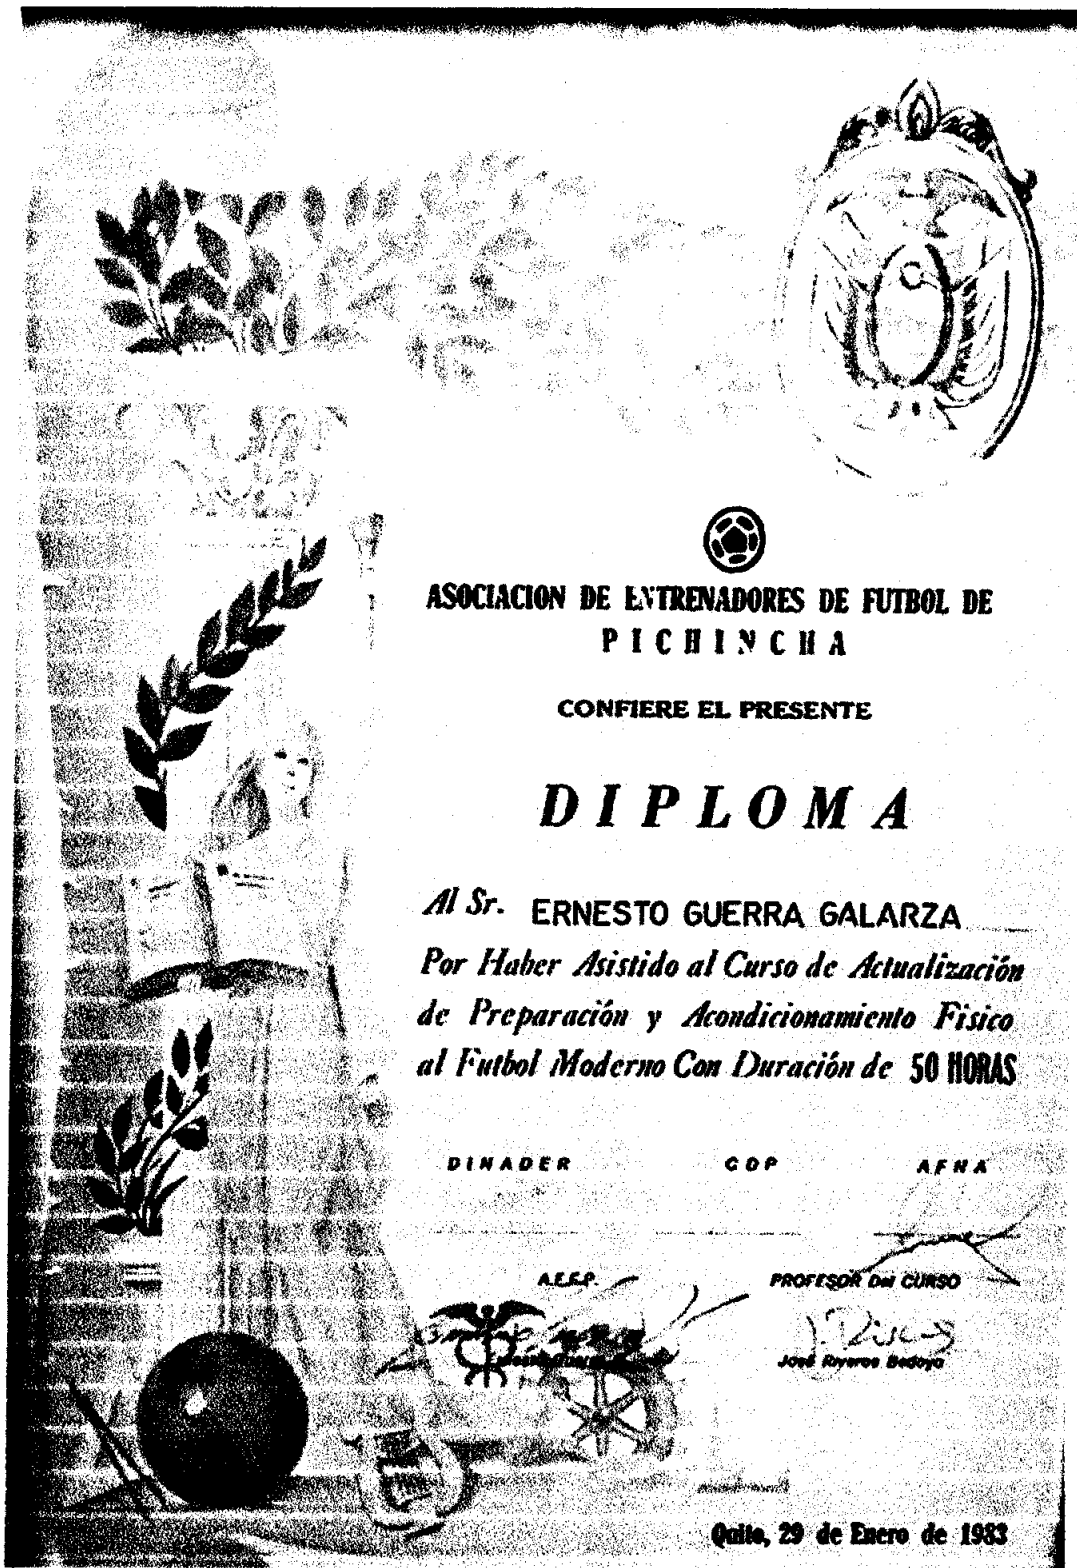 ASOCIACION DE ENTRENADORES DE FUTBOL DE
PICHINCHA
CONFIERE EL PRESENTE
DIPLOMA
Al Sr. ERNESTO GUERRA GALARZA
Por Haber Asistido al Curso de Actualización
de Preparación y Acondicionamiento Fisico
al Futbol Moderno Con Duración de 50 HORAS
DINADER CDP AFNA
A.E.F.P. PROFESOR DEL CURSO
José Riveros Bedoya
Quito, 29 de Enero de 1983